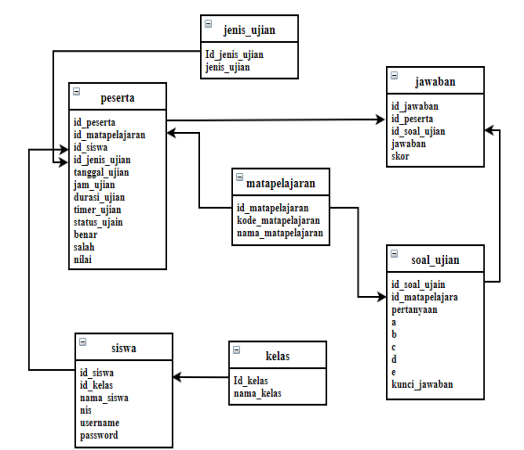 jenis_ujian
Id_jenis_ujian
jenis_ujian
peserta
id_peserta
id_matapelajaran
id_siswa
id_jenis_ujian
tanggal_ujian
jam_ujian
durasi_ujian
timer_ujian
status_ujain
benar
salah
nilai
jawaban
id_jawaban
id_peserta
id_soal_ujian
jawaban
skor
matapelajaran
id_matapelajaran
kode_matapelajaran
nama_matapelajaran
soal_ujian
id_soal_ujain
id_matapelajara
pertanyaan
a
b
c
d
e
kunci_jawaban
siswa
id_siswa
id_kelas
nama_siswa
nis
username
password
kelas
Id_kelas
nama_kelas